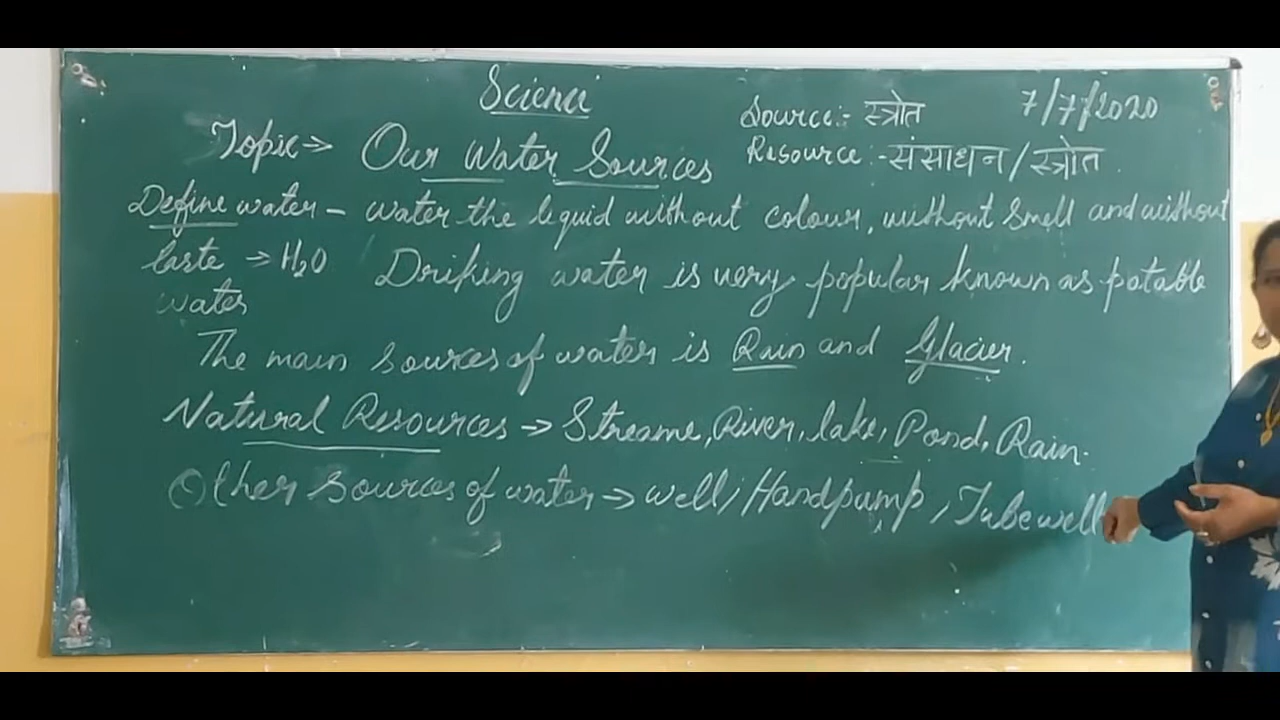 Science
Source:- स्त्रोत
7/7/2020
Topic → Our Water Sources
Resource:- संसाधन/स्त्रोत.
Define water – water the liquid without colour, without smell and without
taste → H₂O Driking water is very popular known as potable
water
The main sources of water is Rain and Glacier.
Natural Resources → Streame, River, lake, Pond, Rain.
Other sources of water → well, Handpump, Tubewell